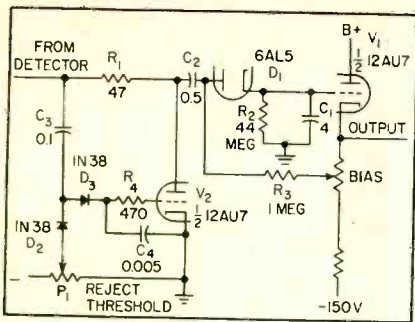 FROM
DETECTOR
R1
47
C2
0.5
6AL5
D1
B+
V1
1/2 12AU7
C3
0.1
R2
44
MEG
C1
4
OUTPUT
IN38
D3
R4
470
V2
1/2
12AU7
R3
1 MEG
BIAS
IN38
D2
C4
0.005
–
P1
REJECT
THRESHOLD
-150V